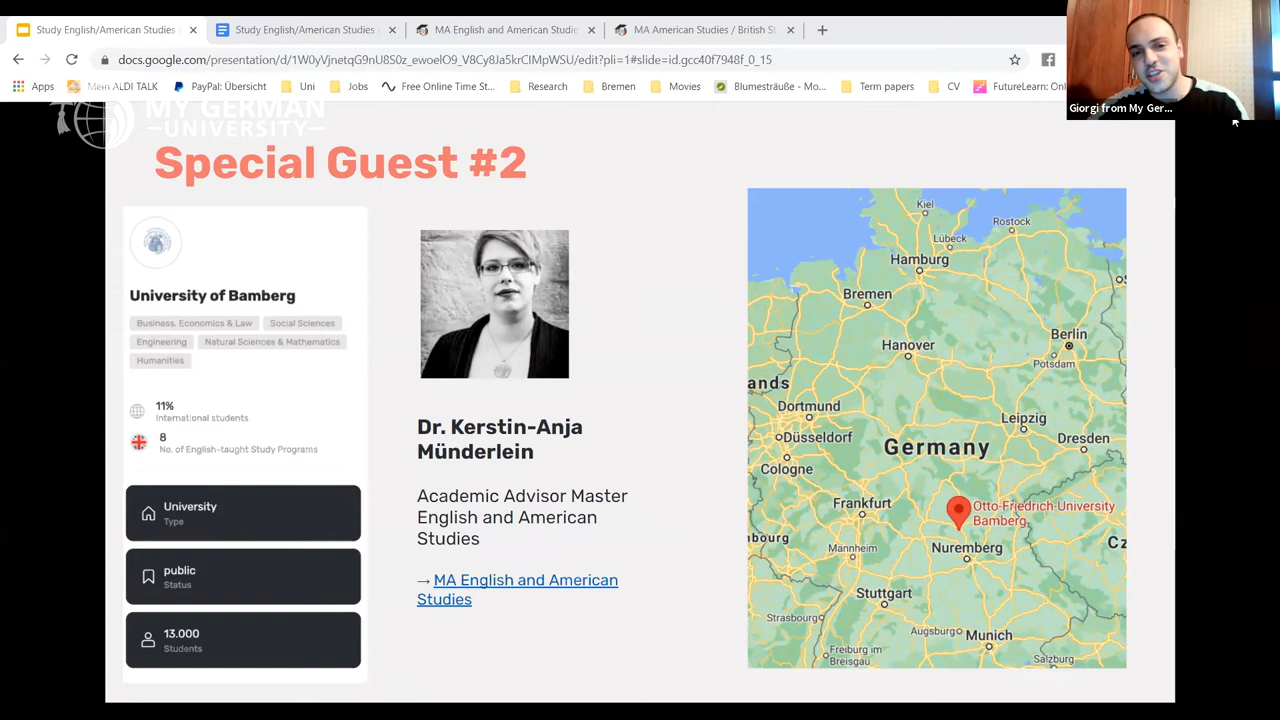 Study English/American Studies
Study English/American Studies
MA English and American Studie
MA American Studies / British St
docs.google.com/presentation/d/1W0yVjnreqG9nU8S0z_ewoelO9_V8Cy8Ja5krCIMpWSU/edit?pli=1#slide=id.gcc40f7948f_0_15
Apps
Mein ALDI TALK
PayPal: Übersicht
Uni
Jobs
Free Online Time St...
Research
Bremen
Movies
Blumesträuße - Mo...
Term papers
CV
FutureLearn: Onl
Giorgi from My Ger...
MY GERMAN
UNIVERSITY
Special Guest #2
University of Bamberg
Business, Economics & Law
Social Sciences
Engineering
Natural Sciences & Mathematics
Humanities
11%
International students
8
No. of English-taught Study Programs
University
Type
public
Status
13.000
Students
Dr. Kerstin-Anja
Münderlein
Academic Advisor Master
English and American
Studies
→ MA English and American
Studies
Kiel
Rostock
Lübeck
Hamburg
Bremen
Berlin
Hanover
Potsdam
ands
Dortmund
Leipzig
Düsseldorf
Dresden
Germany
Cologne
Frankfurt
Otto-Friedrich-University
Bamberg
bourg
Mannheim
Nuremberg
Cz
Stuttgart
Strasbourg
Augsburg
Munich
Freiburg im
Breisgau
Salzburg